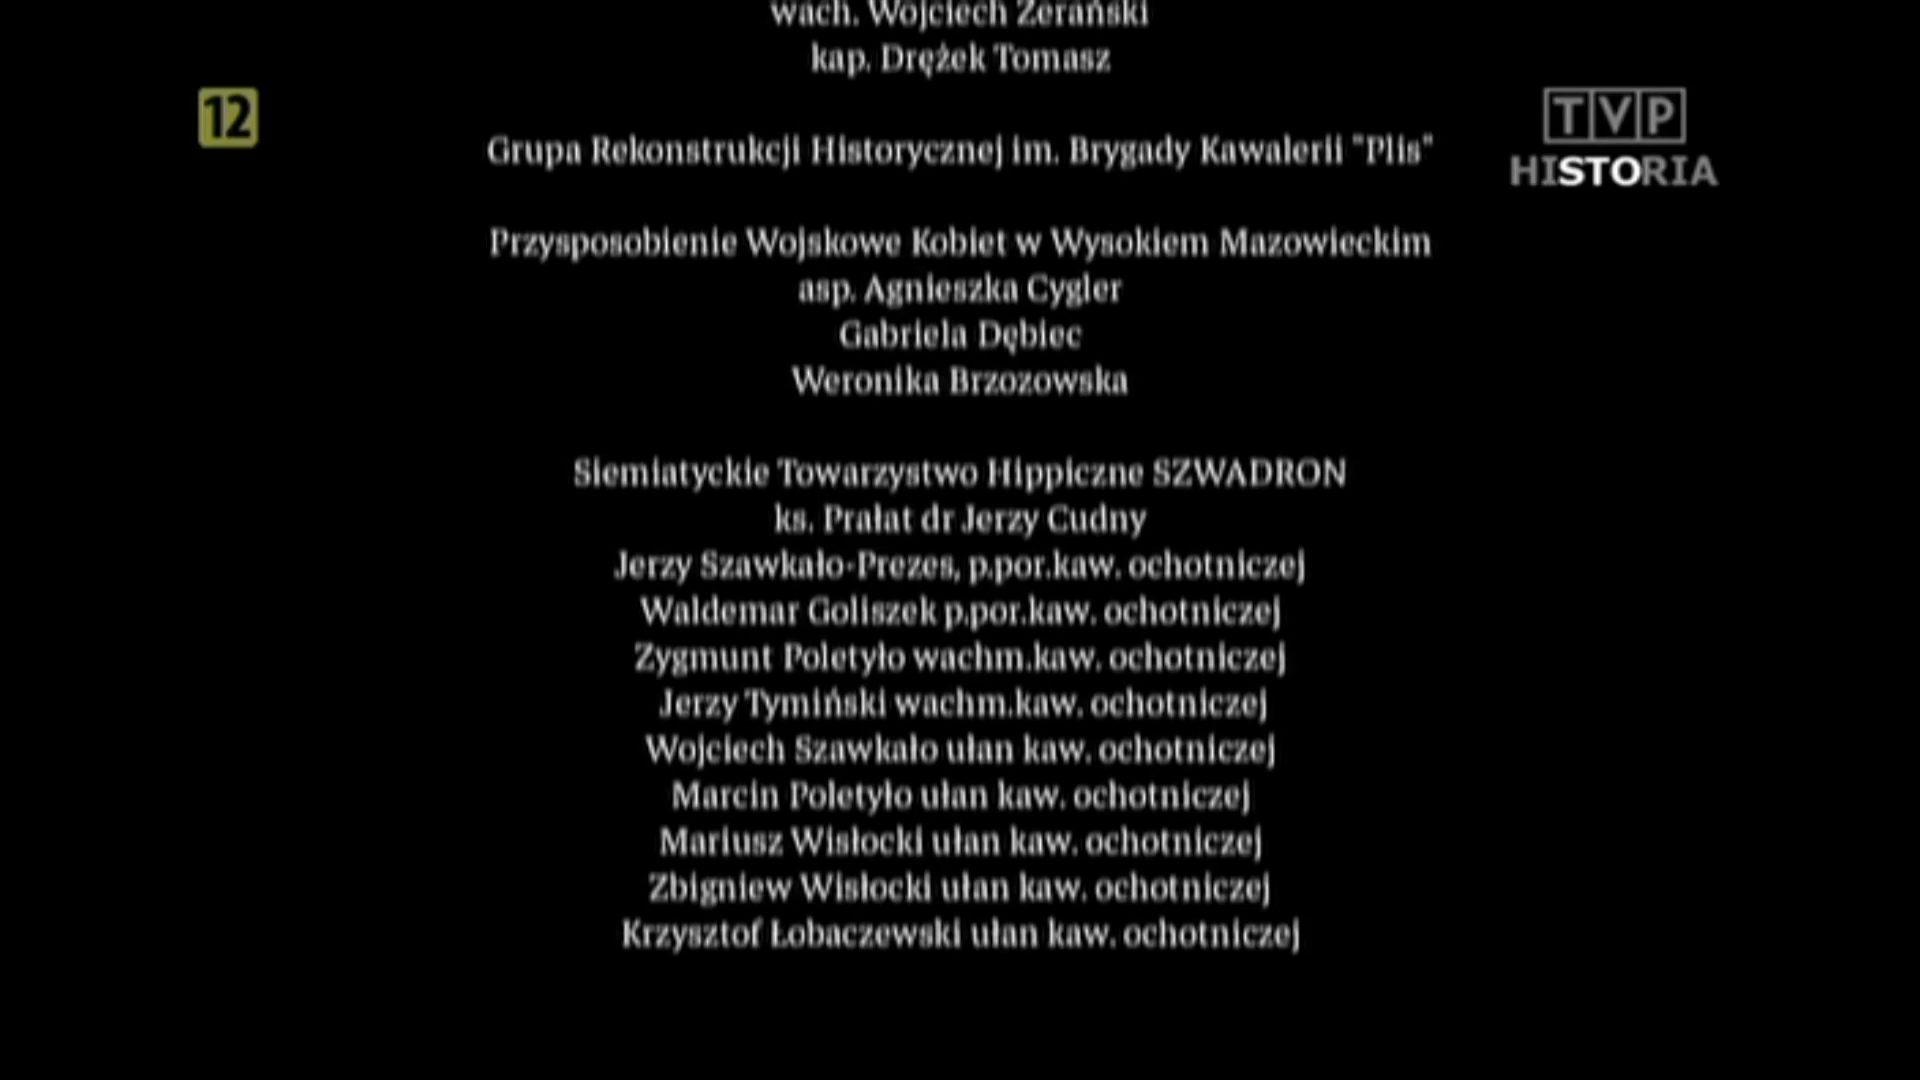 wach. Wojciech Żerański
kap. Drężek Tomasz
12
TVP
HISTORIA
Grupa Rekonstrukcji Historycznej im. Brygady Kawalerii "Plis"
Przysposobienie Wojskowe Kobiet w Wysokiem Mazowieckim
asp. Agnieszka Cygler
Gabriela Dębiec
Weronika Brzozowska
Siemiatyckie Towarzystwo Hippiczne SZWADRON
ks. Prałat dr Jerzy Cudny
Jerzy Szawkało-Prezes, p.por.kaw. ochotniczej
Waldemar Goliszek p.por.kaw. ochotniczej
Zygmunt Poletyło wachm.kaw. ochotniczej
Jerzy Tymiński wachm.kaw. ochotniczej
Wojciech Szawkało ułan kaw. ochotniczej
Marcin Poletyło ułan kaw. ochotniczej
Mariusz Wisłocki ułan kaw. ochotniczej
Zbigniew Wisłocki ułan kaw. ochotniczej
Krzysztof Łobaczewski ułan kaw. ochotniczej